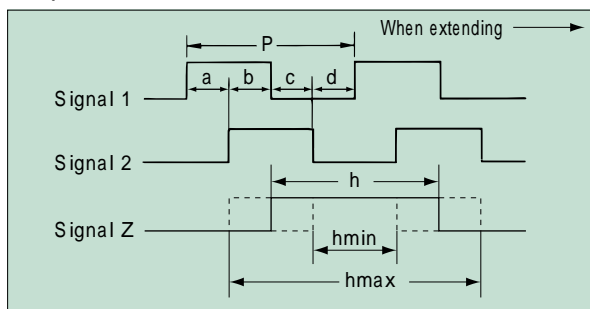 When extending
P
a b c d
Signal 1
Signal 2
h
Signal Z
hmin
hmax